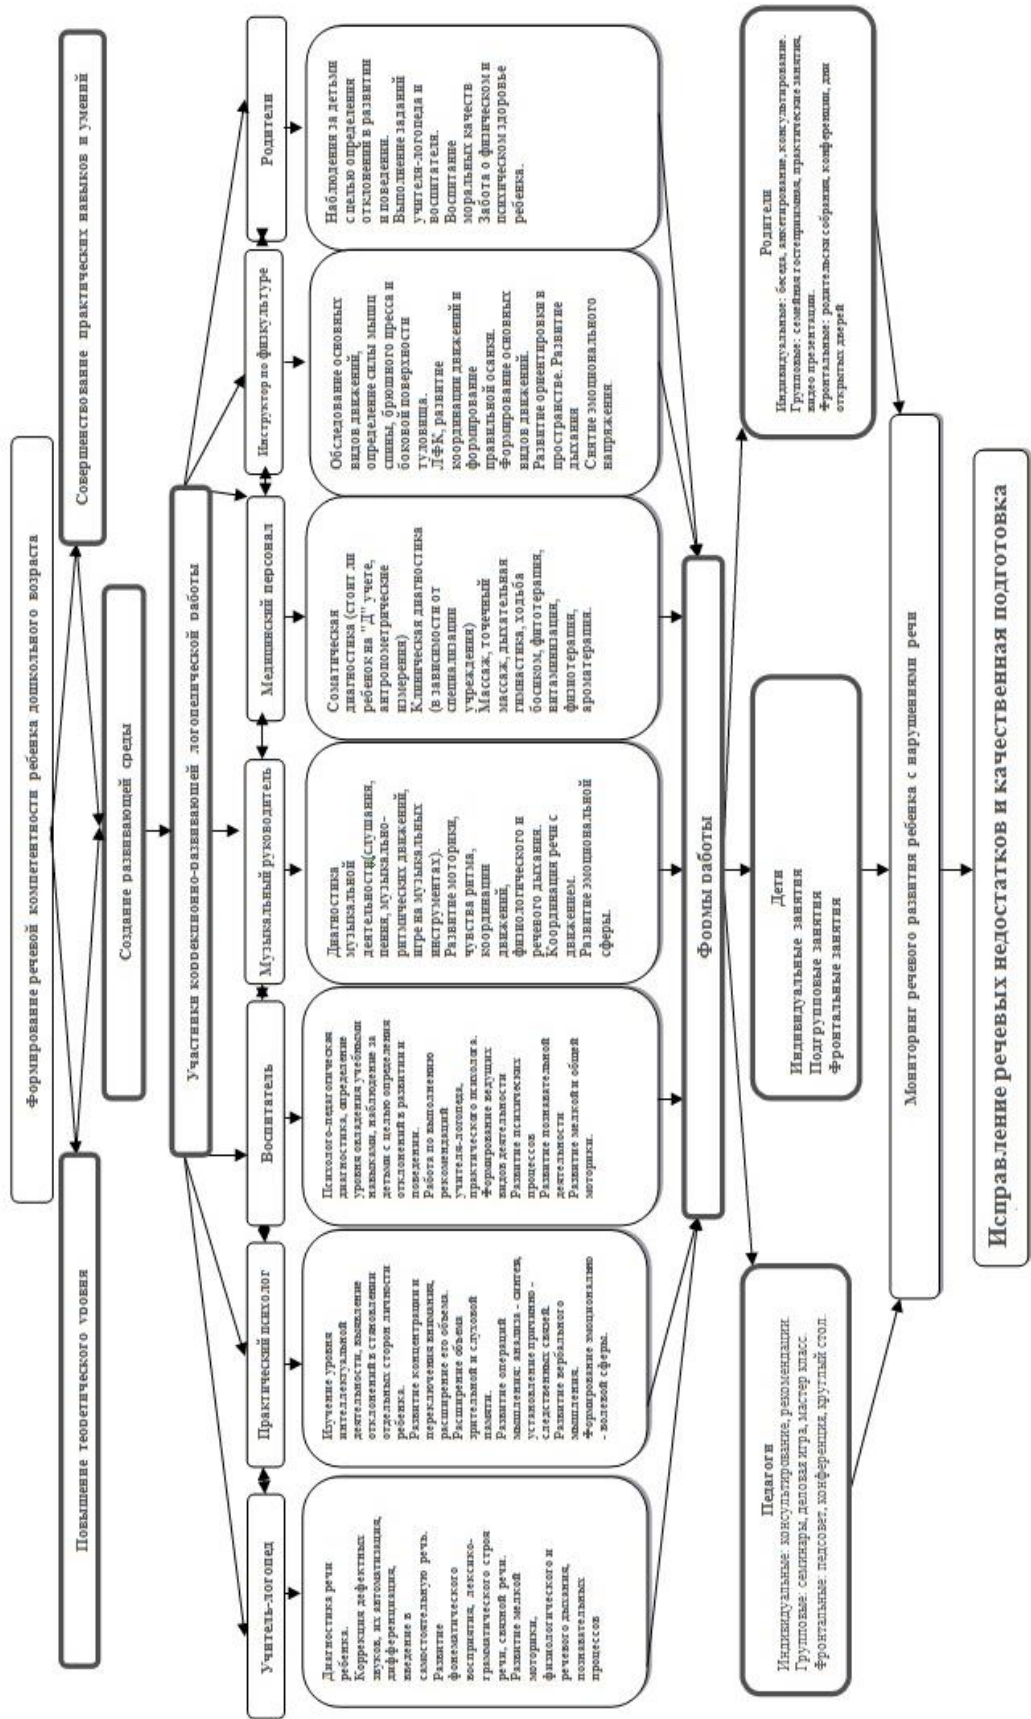 Формирование речевой компетентности ребенка дошкольного возраста
Повышение теоретического уровня
Совершенствование практических навыков и умений
Создание развивающей среды
Участники коррекционно-развивающей логопедической работы
Учитель-логопед
Практический психолог
Воспитатель
Музыкальный руководитель
Медицинский персонал
Инструктор по физкультуре
Родители
Диагностика речи
ребенка.
Коррекция дефектных
звуков, их автоматизация,
дифференциация,
введение в
самостоятельную речь.
Развитие
фонематического
восприятия, лексико-
грамматического строя
речи, связной речи.
Развитие мелкой
моторики,
физиологического и
речевого дыхания,
познавательных
процессов
Изучение уровня
интеллектуальной
деятельности, выявление
отклонений в становлении
отдельных сторон личности
ребенка.
Развитие концентрации и
переключения внимания,
расширение его объема.
Расширение объема
зрительной и слуховой
памяти.
Развитие операций
мышления: анализа - синтеза,
установление причинно -
следственных связей.
Развитие вербального
мышления.
Формирование эмоционально
- волевой сферы.
Психолого-педагогическая
диагностика, определение
уровня овладения учебными
навыками, наблюдение за
детьми с целью определения
отклонений в развитии и
поведении.
Работа по выполнению
рекомендаций
учителя-логопеда,
практического психолога.
Формирование ведущих
видов деятельности
Развитие психических
процессов
Развитие познавательной
деятельности
Развитие мелкой и общей
моторики.
Диагностика
музыкальной
деятельности(слушания,
пения, музыкально-
ритмических движений,
игре на музыкальных
инструментах).
Развитие моторики,
чувства ритма,
координации
движений,
физиологического и
речевого дыхания.
Координация речи с
движением.
Развитие эмоциональной
сферы.
Соматическая
диагностика (стоит ли
ребенок на "Д" учете,
антропометрические
измерения)
Клиническая диагностика
(в зависимости от
специализации
учреждения)
Массаж, точечный
массаж, дыхательная
гимнастика, ходьба
босиком, фитотерапия,
витаминизация,
физиотерапия,
ароматерапия.
Обследование основных
видов движений,
определение силы мышц
спины, брюшного пресса и
боковой поверхности
туловища.
ЛФК, развитие
координации движений и
формирование
правильной осанки.
Формирование основных
видов движений.
Развитие ориентировки в
пространстве. Развитие
дыхания
Снятие эмоционального
напряжения.
Наблюдения за детьми
с целью определения
отклонений в развитии
и поведении.
Выполнение заданий
учителя-логопеда и
воспитателя.
Воспитание
моральных качеств
Забота о физическом и
психическом здоровье
ребенка.
Формы работы
Педагоги
Индивидуальные: консультирование, рекомендации.
Групповые: семинары, деловая игра, мастер класс.
Фронтальные: педсовет, конференция, круглый стол.
Дети
Индивидуальные занятия
Подгрупповые занятия
Фронтальные занятия
Родители
Индивидуальные: беседа, анкетирование, консультирование.
Групповые: семейная гостеприимная, практические занятия,
видео презентации.
Фронтальные: родительски собрания, конференции, дни
открытых дверей
Мониторинг речевого развития ребенка с нарушениями речи
Исправление речевых недостатков и качественная подготовка